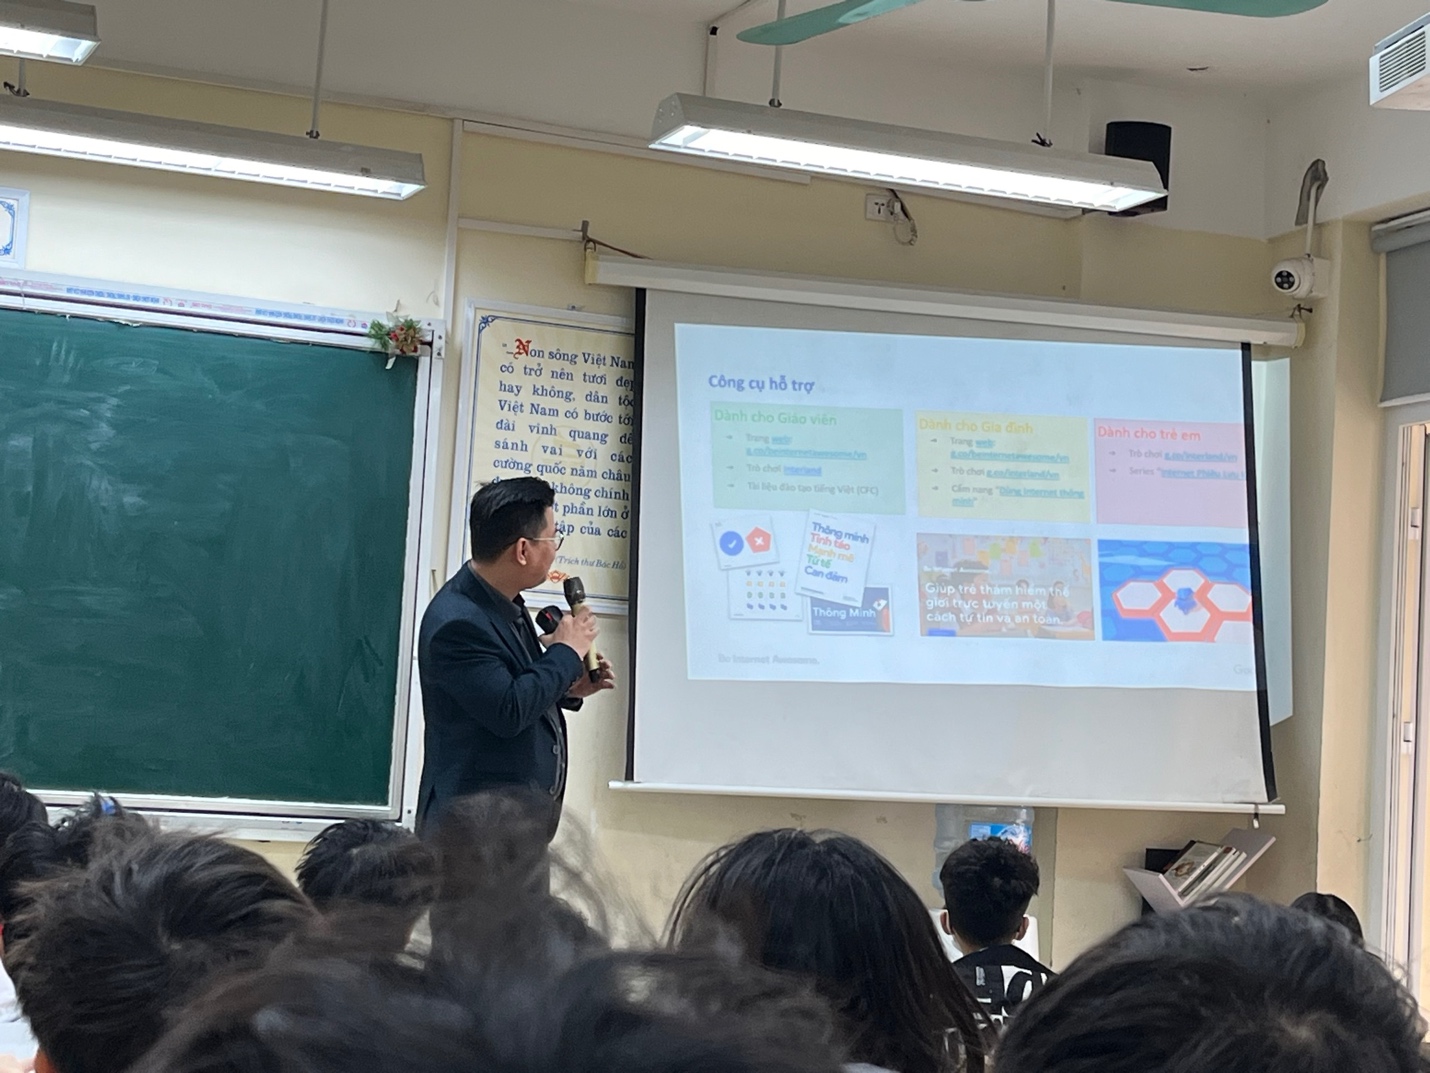 Non sông Việt Nam
có trở nên tươi đẹp
hay không, dân tộc
Việt Nam có bước tới
đài vinh quang để
sánh vai với các
cường quốc năm châu
không chính
phần lớn ở
tập của các
(Trích thư Bác Hồ)
Công cụ hỗ trợ
Dành cho Giáo viên
Trang web:
g.co/beinternetawesome/vn
Trò chơi Interland
Tài liệu đào tạo tiếng Việt (CFC)
Dành cho Gia đình
Trang web:
g.co/beinternetawesome/vn
Trò chơi g.co/interland/vn
Cẩm nang "Dùng Internet thông
minh"
Dành cho trẻ em
Trò chơi g.co/interland/vn
Series "Internet Phiêu Lưu
Thông minh
Tỉnh táo
Mạnh mẽ
Tử tế
Can đảm
Thông Minh
Giúp trẻ thám hiểm thế
giới trực tuyến một
cách tự tin và an toàn.
Be Internet Awesome.